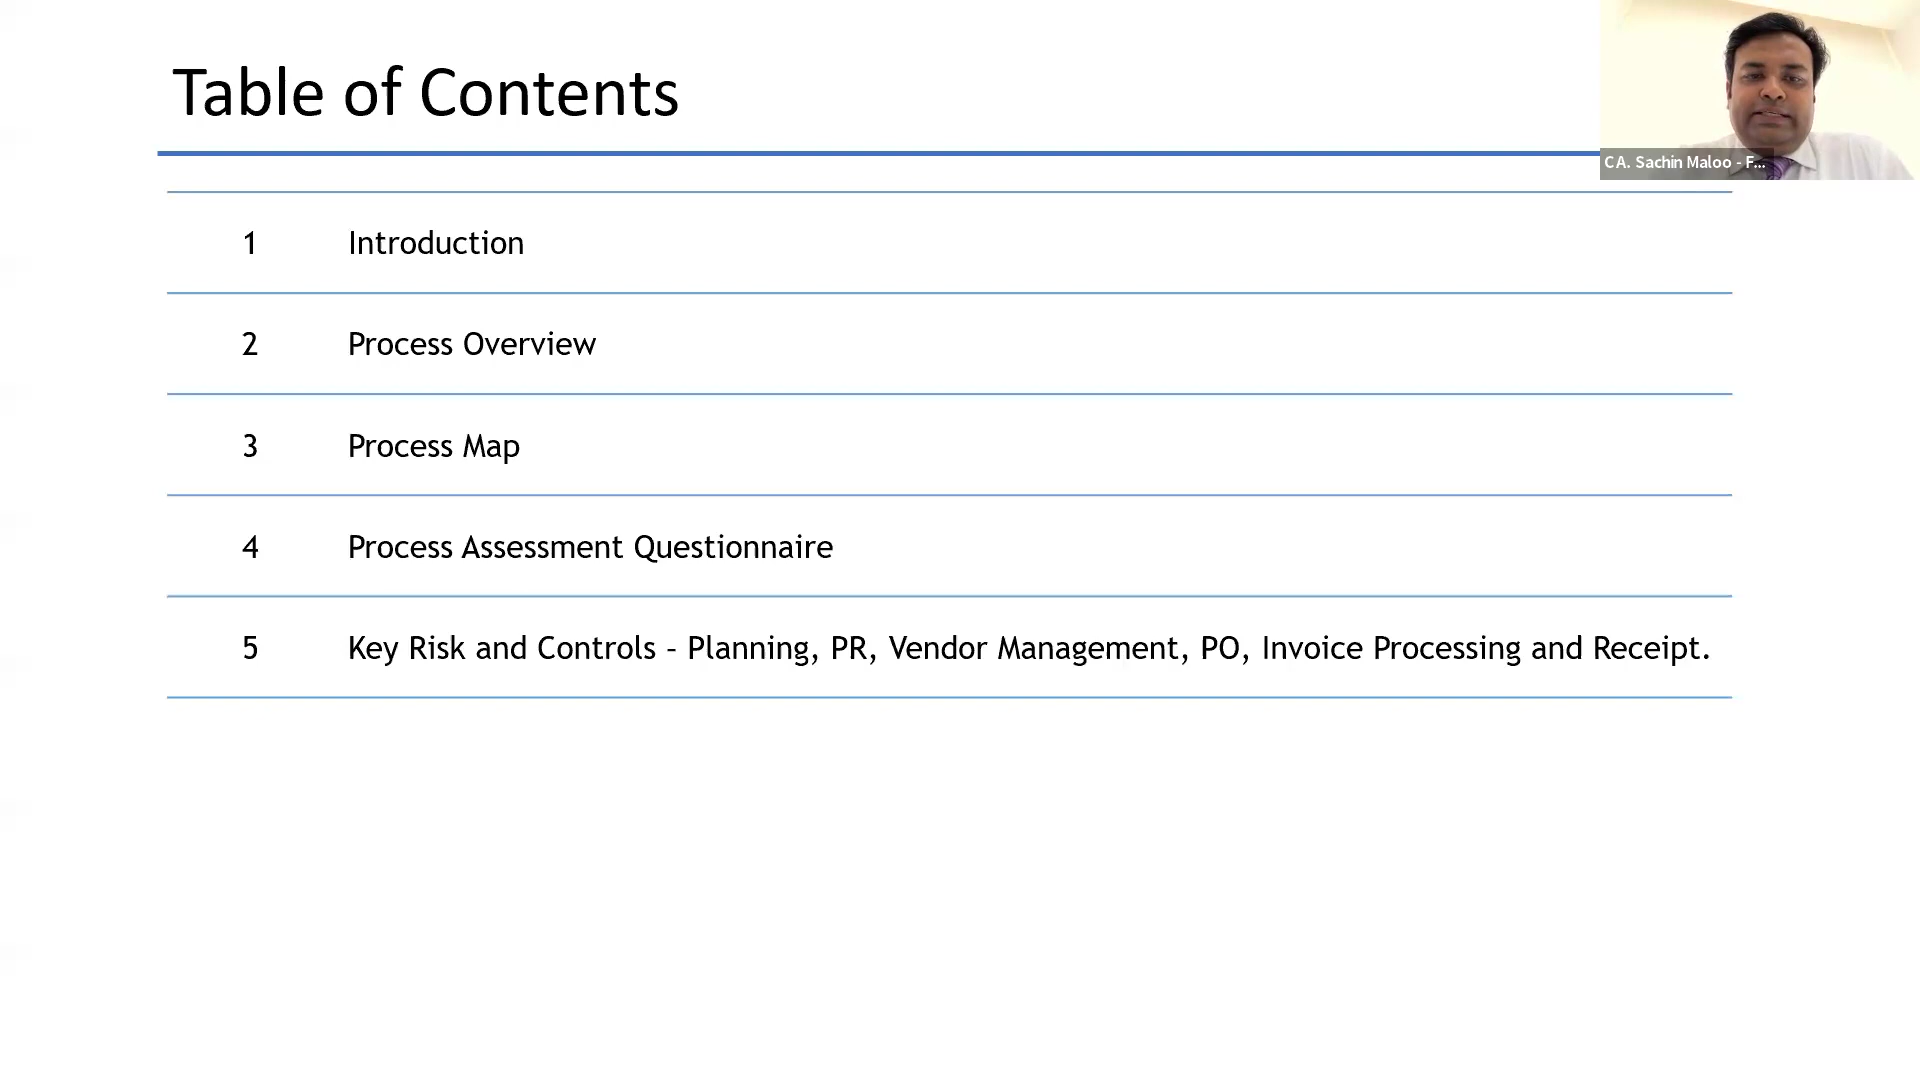 Table of Contents
CA. Sachin Maloo - F...
1 Introduction
2 Process Overview
3 Process Map
4 Process Assessment Questionnaire
5 Key Risk and Controls – Planning, PR, Vendor Management, PO, Invoice Processing and Receipt.